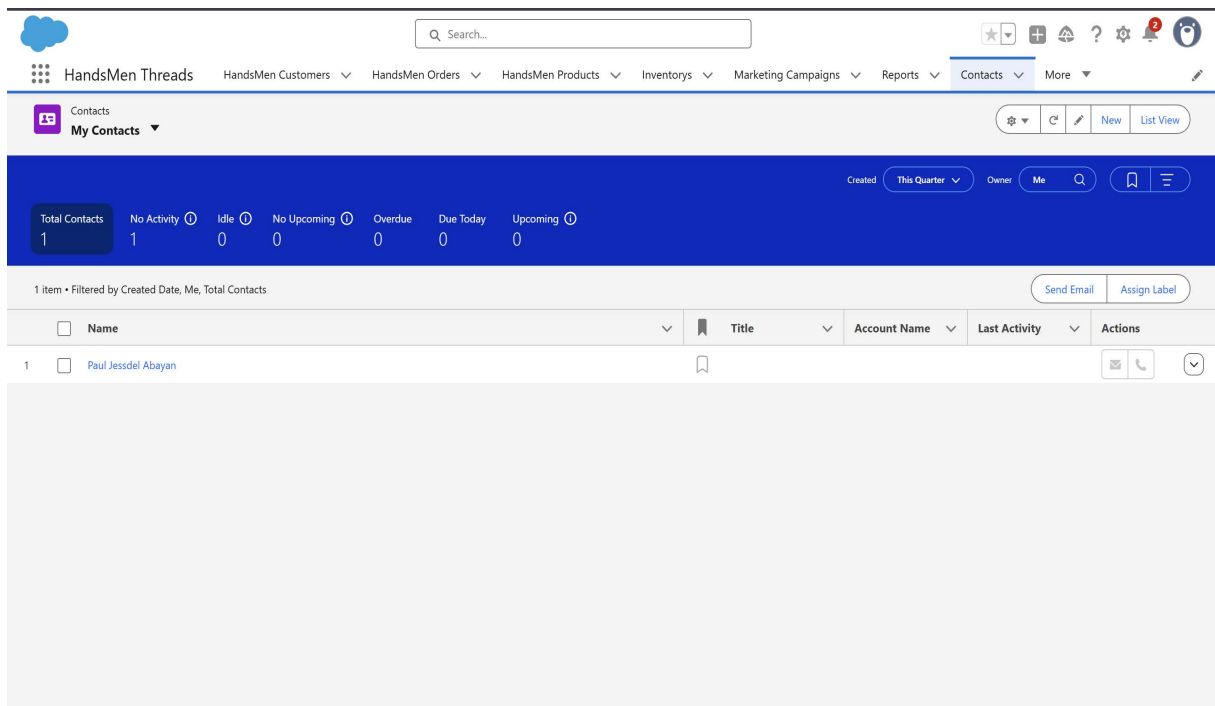 Search...
2
HandsMen Threads HandsMen Customers HandsMen Orders HandsMen Products Inventorys Marketing Campaigns Reports Contacts More
Contacts
My Contacts
New List View
Created This Quarter Owner Me
Total Contacts No Activity Idle No Upcoming Overdue Due Today Upcoming
1 1 0 0 0 0 0
1 item • Filtered by Created Date, Me, Total Contacts
Send Email Assign Label
Name Title Account Name Last Activity Actions
1 Paul Jessdel Abayan